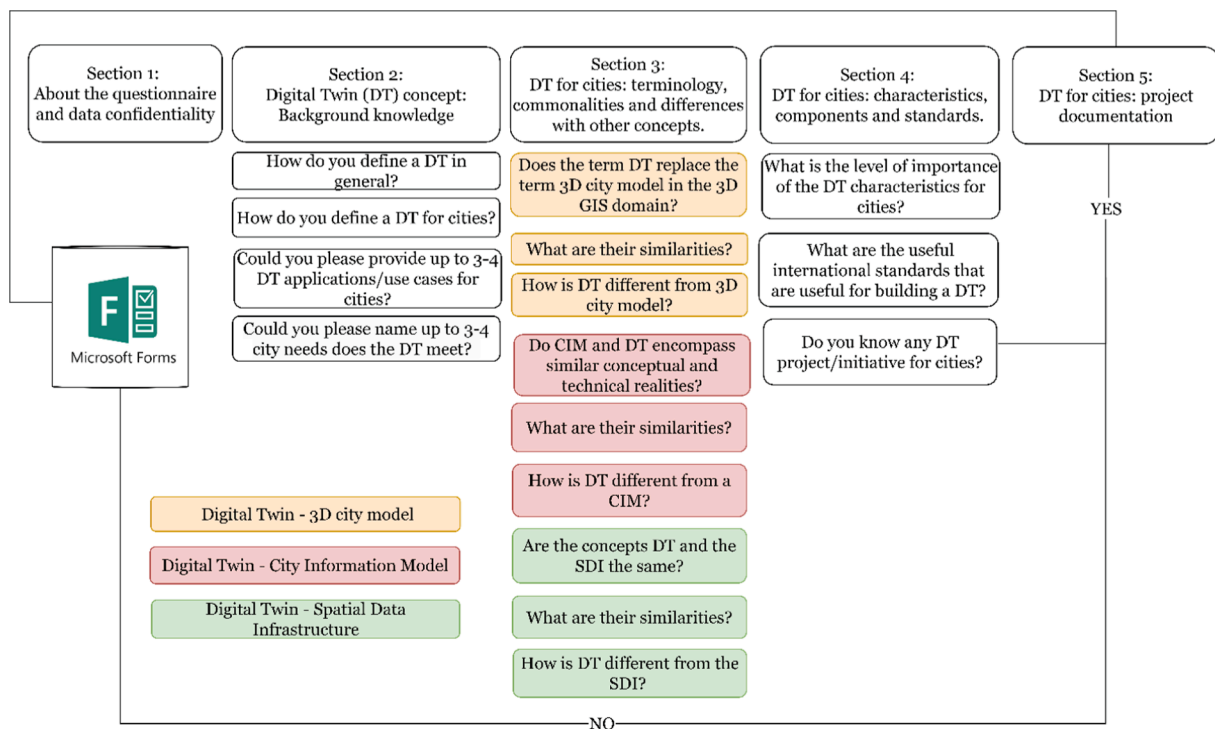 Section 1:
About the questionnaire
and data confidentiality
Section 2:
Digital Twin (DT) concept:
Background knowledge
Section 3:
DT for cities: terminology,
commonalities and differences
with other concepts.
Section 4:
DT for cities: characteristics,
components and standards.
Section 5:
DT for cities: project
documentation
How do you define a DT in
general?
How do you define a DT for cities?
Could you please provide up to 3-4
DT applications/use cases for
cities?
Could you please name up to 3-4
city needs does the DT meet?
Does the term DT replace the
term 3D city model in the 3D
GIS domain?
What are their similarities?
How is DT different from 3D
city model?
Do CIM and DT encompass
similar conceptual and
technical realities?
What are their similarities?
How is DT different from a
CIM?
Are the concepts DT and the
SDI the same?
What are their similarities?
How is DT different from the
SDI?
What is the level of importance
of the DT characteristics for
cities?
What are the useful
international standards that
are useful for building a DT?
Do you know any DT
project/initiative for cities?
YES
F
Microsoft Forms
Digital Twin - 3D city model
Digital Twin - City Information Model
Digital Twin - Spatial Data
Infrastructure
NO